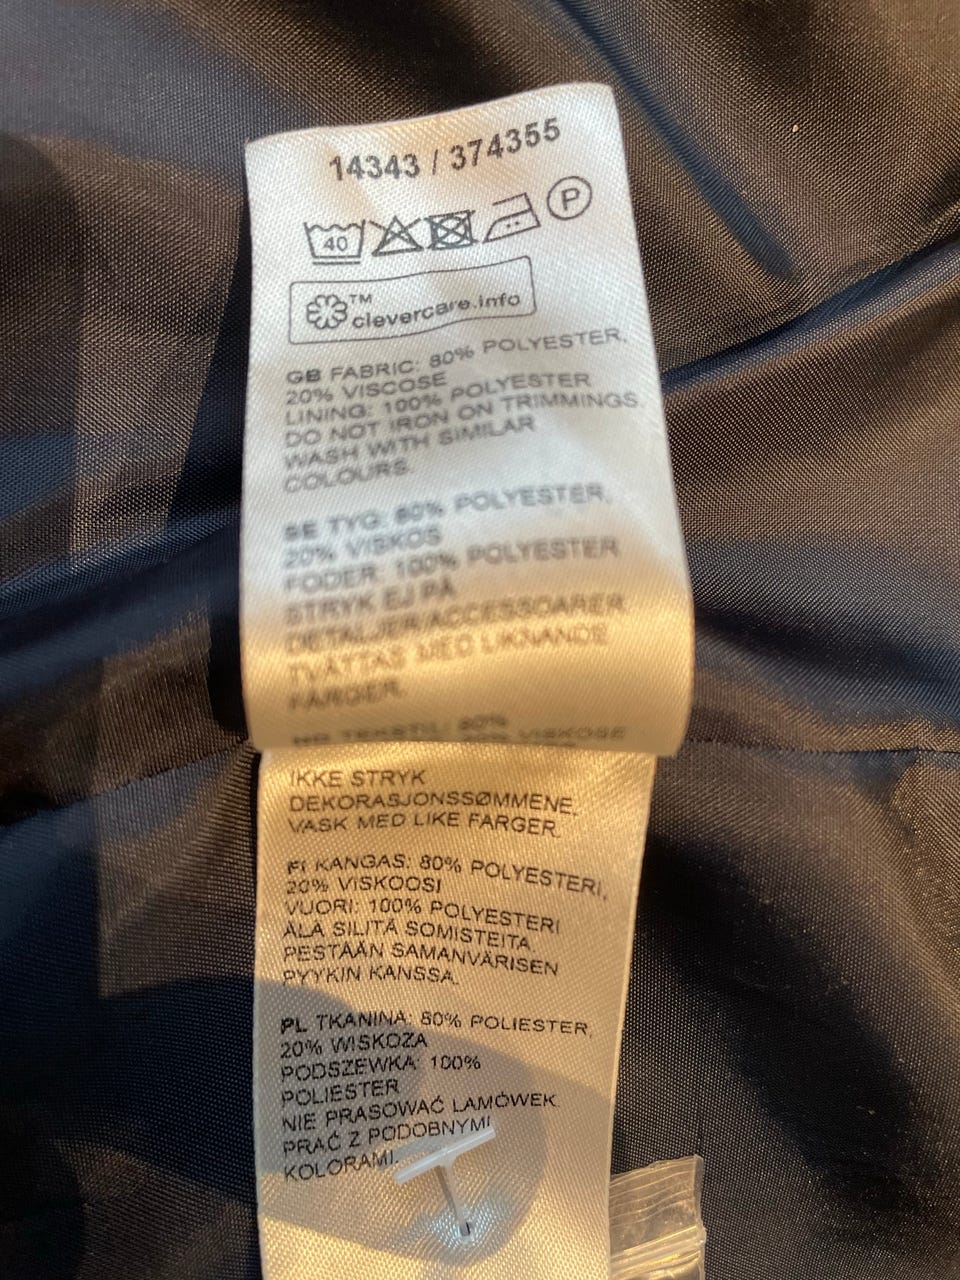 14343 / 374355
40
P
TM
clevercare.info
GB FABRIC: 80% POLYESTER,
20% VISCOSE
LINING: 100% POLYESTER
DO NOT IRON ON TRIMMINGS.
WASH WITH SIMILAR
COLOURS.
SE TYG: 80% POLYESTER,
20% VISKOS
FODER: 100% POLYESTER
STRYK EJ PÅ
DETALJER/ACCESSOARER
TVÄTTAS MED LIKNANDE
FÄRGER.
NO TEKSTIL: 80%
VISKOSE
IKKE STRYK
DEKORASJONSSØMMENE.
VASK MED LIKE FARGER.
FI KANGAS: 80% POLYESTERI,
20% VISKOOSI
VUORI: 100% POLYESTERI
ÄLÄ SILITÄ SOMISTEITA.
PESTÄÄN SAMANVÄRISEN
PYYKIN KANSSA.
PL TKANINA: 80% POLIESTER,
20% WISKOZA
PODSZEWKA: 100%
POLIESTER
NIE PRASOWAĆ LAMÓWEK.
PRAĆ Z PODOBNYMI
KOLORAMI.